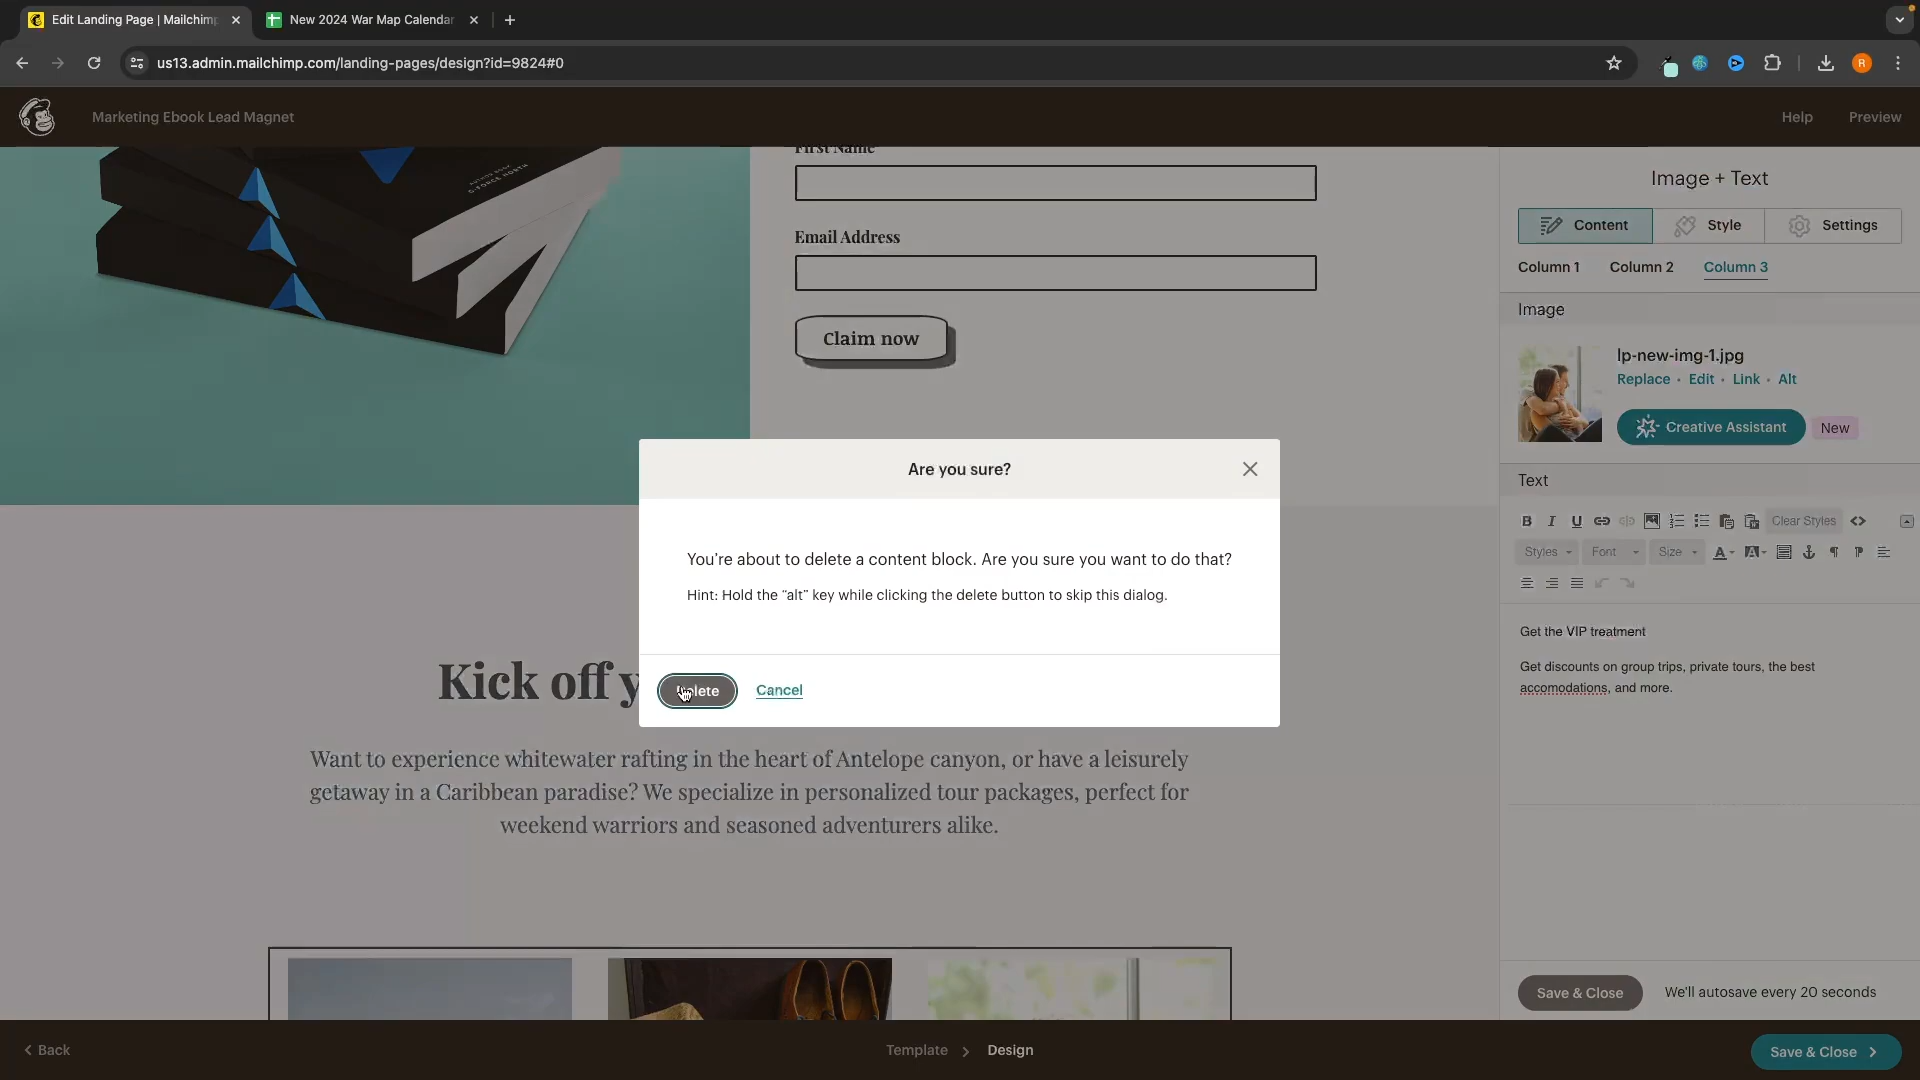 Edit Landing Page | Mailchimp
New 2024 War Map Calendar
us13.admin.mailchimp.com/landing-pages/design?id=9824#0
R
Marketing Ebook Lead Magnet
Help
Preview
G-FORCE NORTH
First Name
Email Address
Claim now
Image + Text
Content
Style
Settings
Column 1
Column 2
Column 3
Image
lp-new-img-1.jpg
Replace · Edit · Link · Alt
Creative Assistant
New
Text
Clear Styles
Styles
Font
Size
Get the VIP treatment
Get discounts on group trips, private tours, the best
accomodations, and more.
Are you sure?
You're about to delete a content block. Are you sure you want to do that?
Hint: Hold the "alt" key while clicking the delete button to skip this dialog.
Delete
Cancel
Kick off y
Want to experience whitewater rafting in the heart of Antelope canyon, or have a leisurely
getaway in a Caribbean paradise? We specialize in personalized tour packages, perfect for
weekend warriors and seasoned adventurers alike.
Save & Close
We'll autosave every 20 seconds
Back
Template
Design
Save & Close